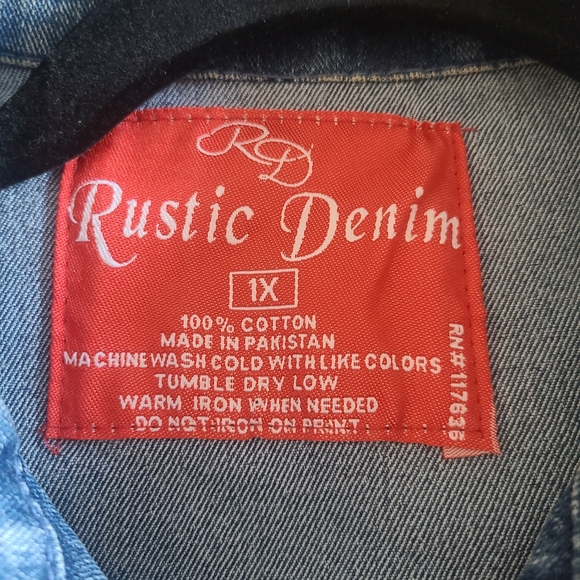 RD
Rustic Denim
1X
100% COTTON
MADE IN PAKISTAN
MACHINE WASH COLD WITH LIKE COLORS
TUMBLE DRY LOW
WARM IRON WHEN NEEDED
DO NOT IRON ON PRINT
RN# 117636